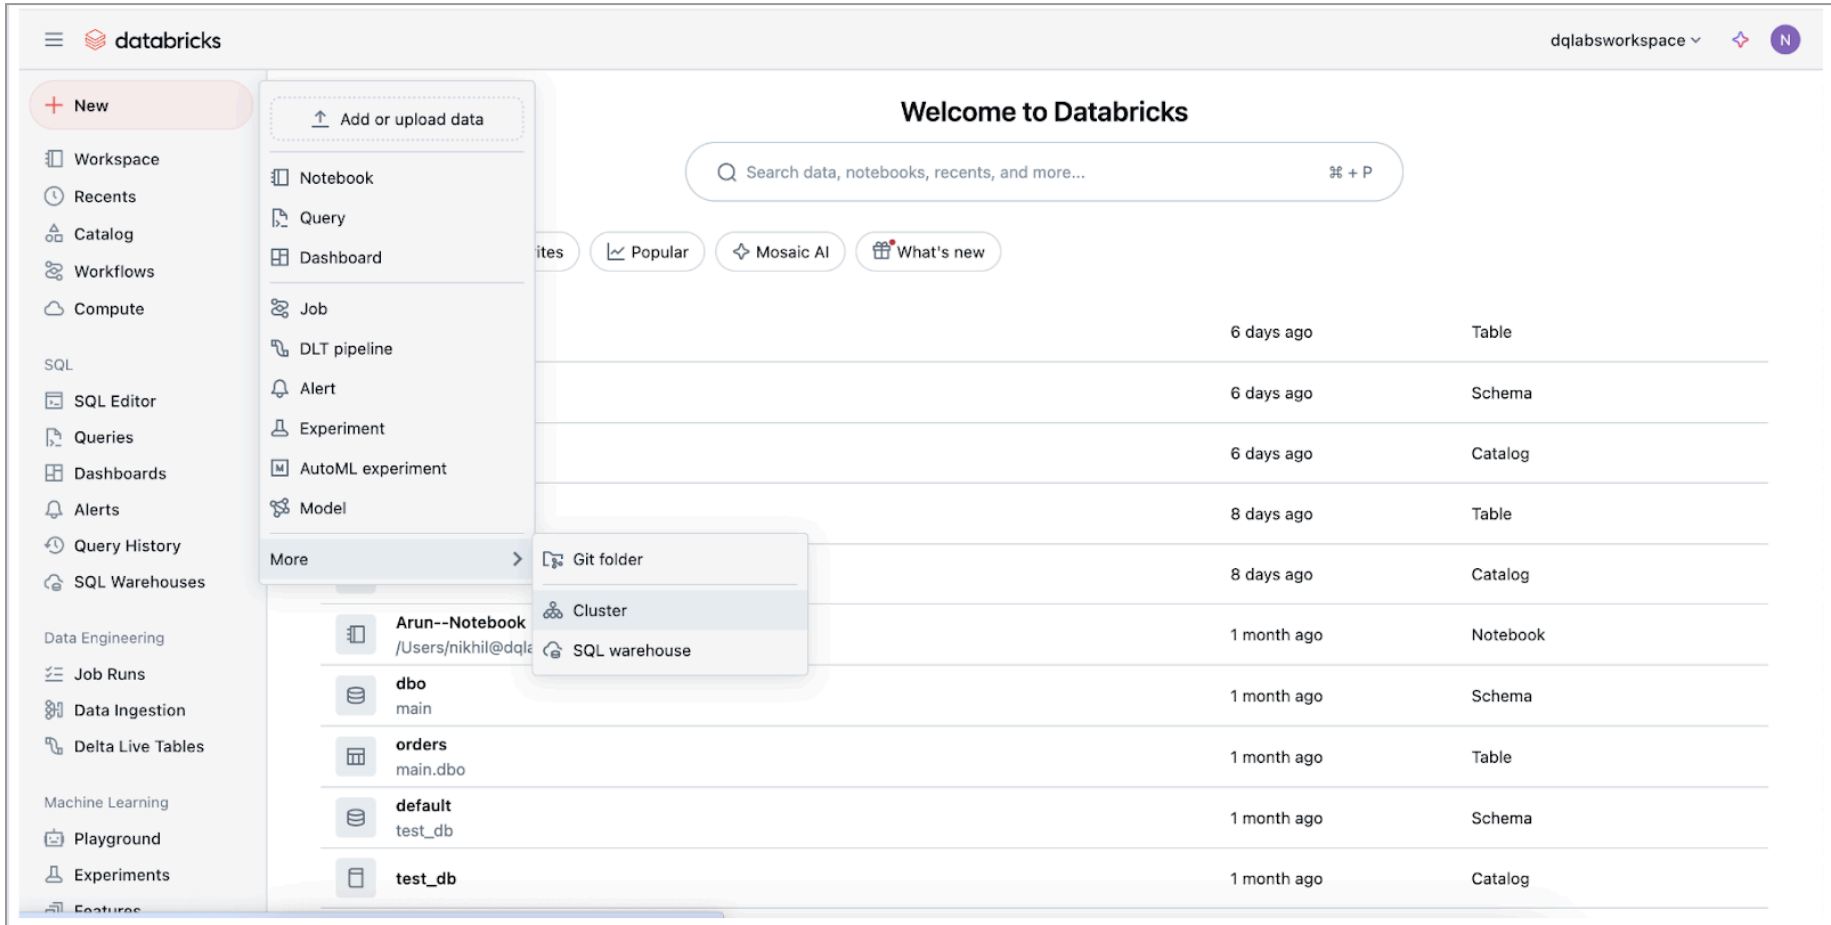 databricks
dqlabsworkspace
N
New
Workspace
Recents
Catalog
Workflows
Compute
SQL
SQL Editor
Queries
Dashboards
Alerts
Query History
SQL Warehouses
Data Engineering
Job Runs
Data Ingestion
Delta Live Tables
Machine Learning
Playground
Experiments
Features
Add or upload data
Notebook
Query
Dashboard
Job
DLT pipeline
Alert
Experiment
AutoML experiment
Model
More
Git folder
Cluster
SQL warehouse
Welcome to Databricks
Search data, notebooks, recents, and more... ⌘ + P
ites
Popular
Mosaic AI
What's new
6 days ago Table
6 days ago Schema
6 days ago Catalog
8 days ago Table
8 days ago Catalog
Arun--Notebook
/Users/nikhil@dqla
1 month ago Notebook
dbo
main
1 month ago Schema
orders
main.dbo
1 month ago Table
default
test_db
1 month ago Schema
test_db
1 month ago Catalog